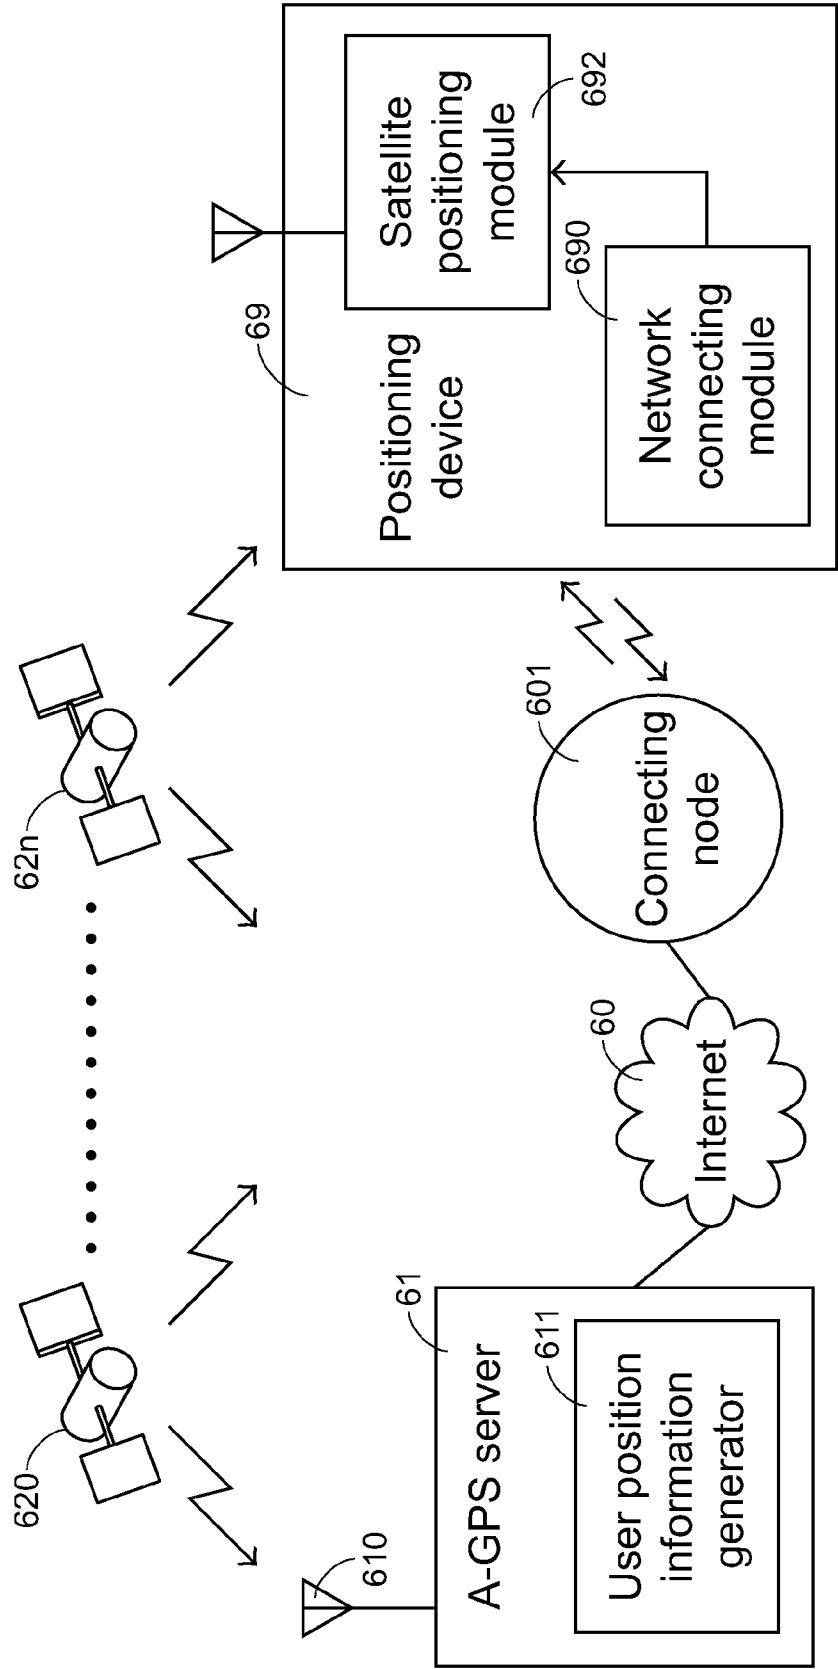 620
62n
610
A-GPS server
61
User position
information
generator
611
Internet
60
Connecting
node
601
Positioning
device
69
Satellite
positioning
module
692
Network
connecting
module
690